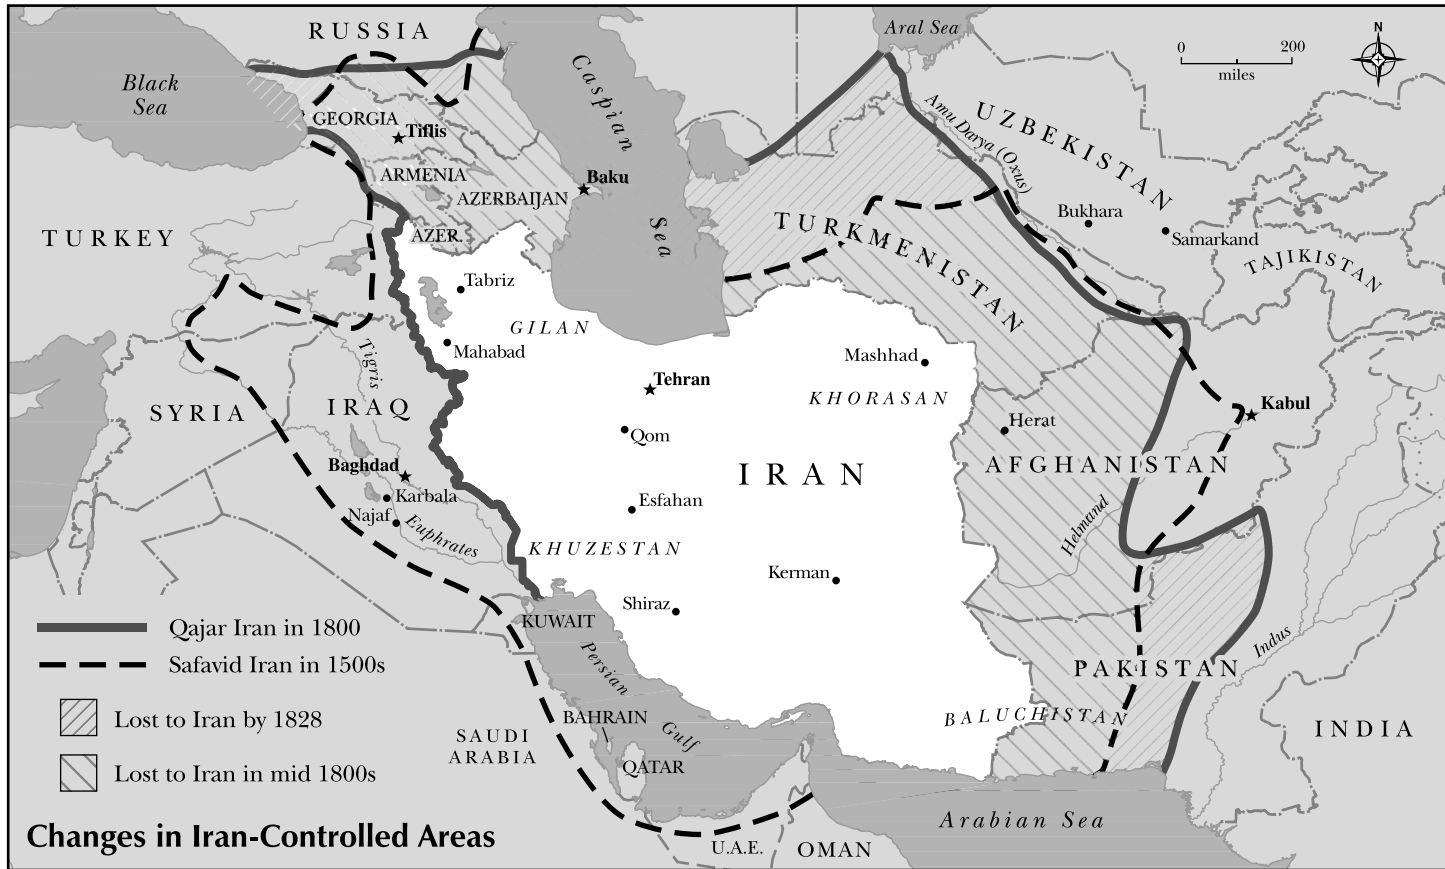 RUSSIA
Black
Sea
Caspian
Sea
Aral Sea
0 200
miles
N
GEORGIA
Tiflis
ARMENIA
AZERBAIJAN
Baku
AZER.
Amu Darya (Oxus)
UZBEKISTAN
Bukhara
Samarkand
TAJIKISTAN
TURKMENISTAN
TURKEY
Tabriz
GILAN
Mahabad
Tigris
SYRIA
IRAQ
Tehran
Mashhad
KHORASAN
Qom
Herat
Kabul
IRAN
AFGHANISTAN
Baghdad
Karbala
Najaf
Euphrates
Esfahan
KHUZESTAN
Helmand
Kerman
Shiraz
KUWAIT
Persian
Gulf
Indus
PAKISTAN
BALUCHISTAN
INDIA
BAHRAIN
SAUDI
ARABIA
QATAR
Arabian Sea
U.A.E.
OMAN
Qajar Iran in 1800
Safavid Iran in 1500s
Lost to Iran by 1828
Lost to Iran in mid 1800s
Changes in Iran-Controlled Areas